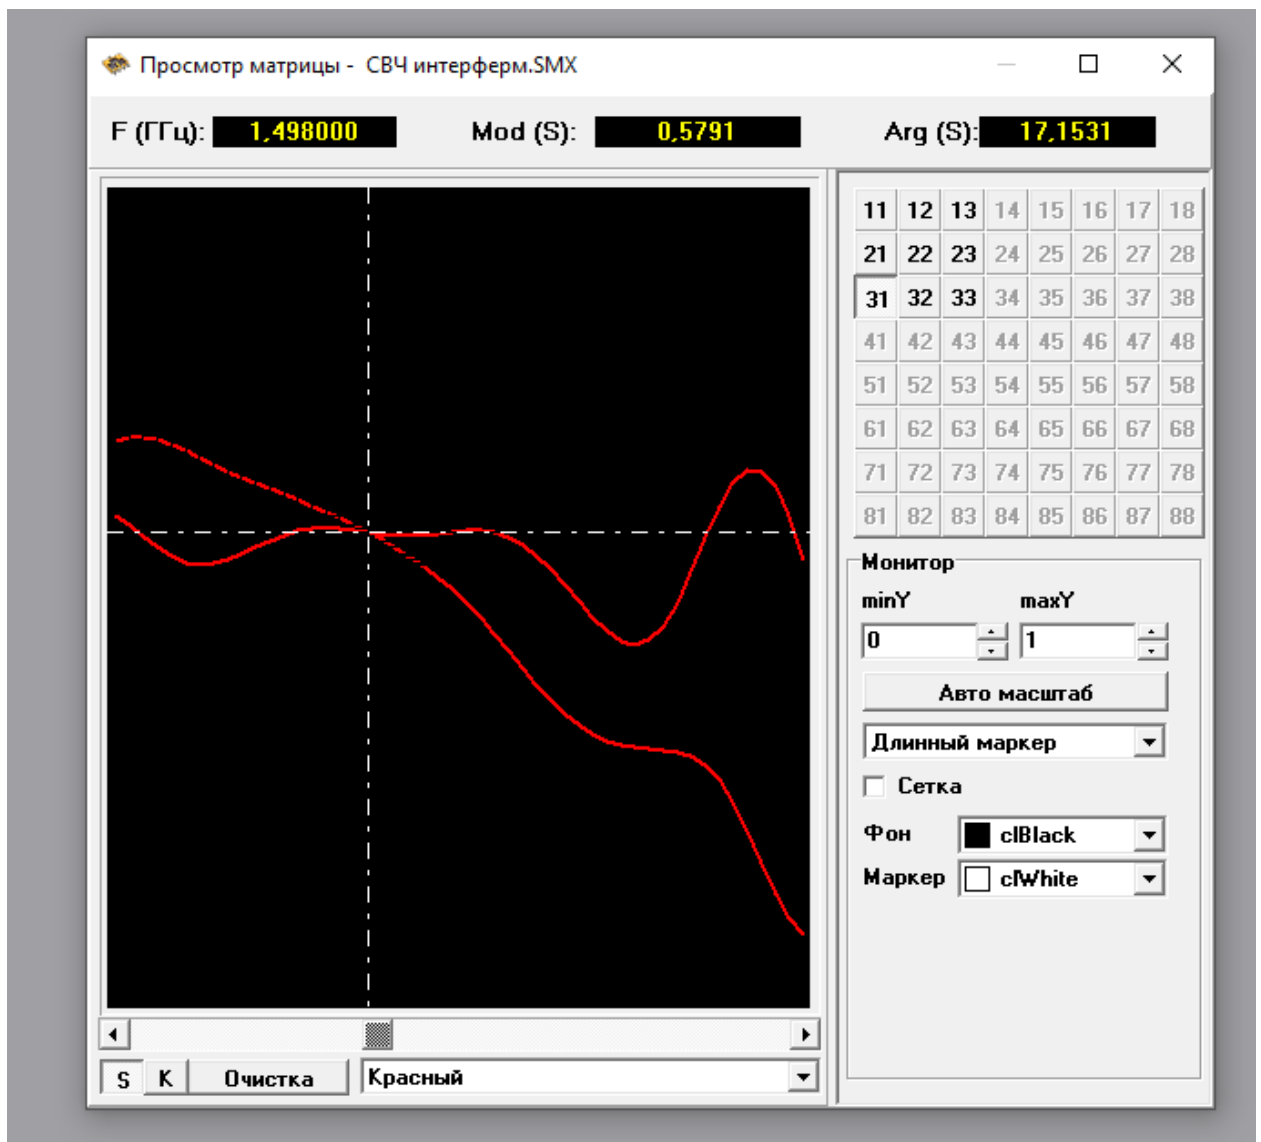 Просмотр матрицы - СВЧ интерферм.SMX
F (ГГц): 1,498000 Mod (S): 0,5791 Arg (S): 17,1531
11 12 13 14 15 16 17 18
21 22 23 24 25 26 27 28
31 32 33 34 35 36 37 38
41 42 43 44 45 46 47 48
51 52 53 54 55 56 57 58
61 62 63 64 65 66 67 68
71 72 73 74 75 76 77 78
81 82 83 84 85 86 87 88
Монитор
minY maxY
0 1
Авто масштаб
Длинный маркер
Сетка
Фон clBlack
Маркер clWhite
S K Очистка Красный